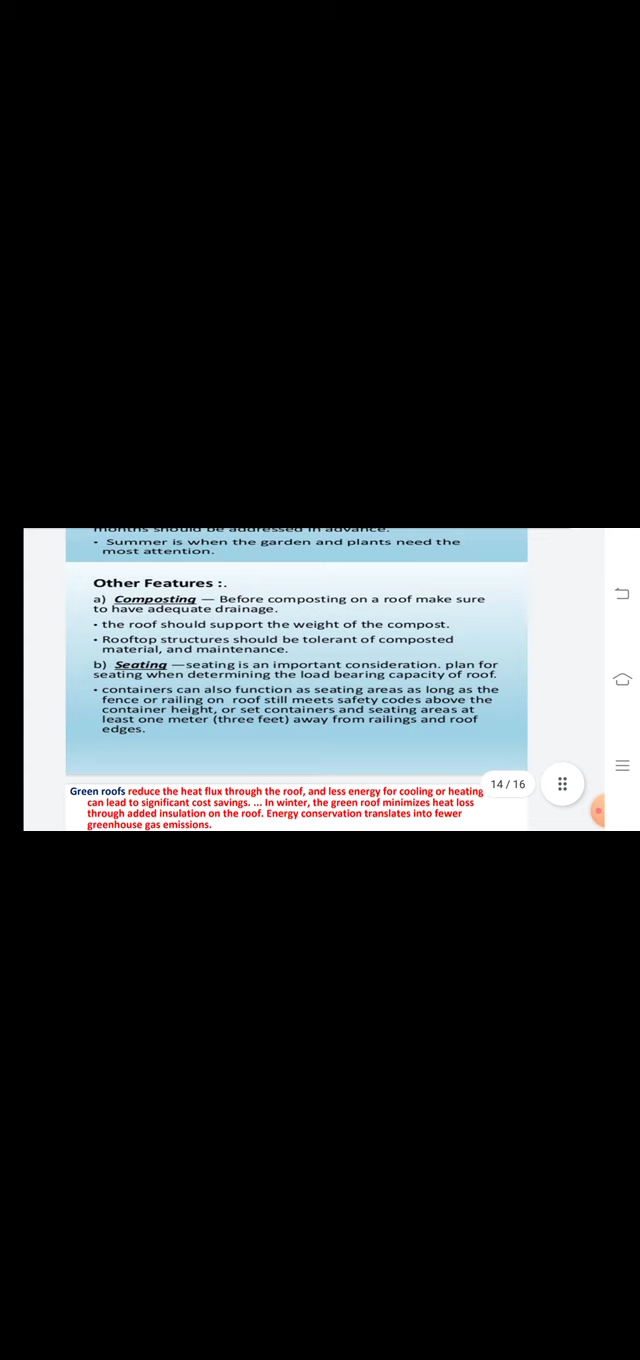 months should be addressed in advance.
• Summer is when the garden and plants need the
most attention.
Other Features :.
a) Composting — Before composting on a roof make sure
to have adequate drainage.
• the roof should support the weight of the compost.
• Rooftop structures should be tolerant of composted
material, and maintenance.
b) Seating —seating is an important consideration. plan for
seating when determining the load bearing capacity of roof.
• containers can also function as seating areas as long as the
fence or railing on roof still meets safety codes above the
container height, or set containers and seating areas at
least one meter (three feet) away from railings and roof
edges.
Green roofs reduce the heat flux through the roof, and less energy for cooling or heating
can lead to significant cost savings. ... In winter, the green roof minimizes heat loss
through added insulation on the roof. Energy conservation translates into fewer
greenhouse gas emissions.
14 / 16